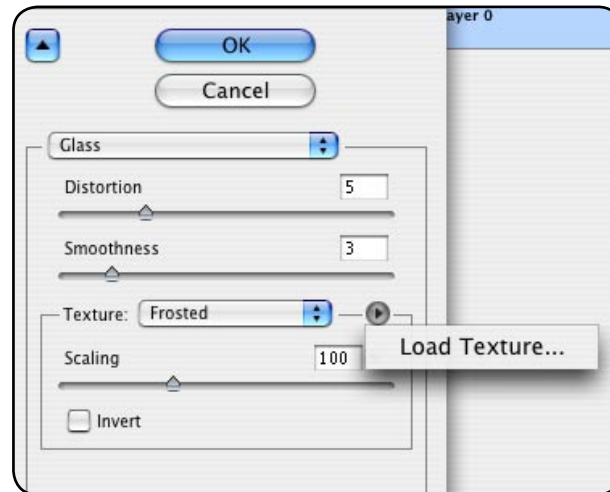 ayer 0
OK
Cancel
Glass
Distortion 5
Smoothness 3
Texture: Frosted
Load Texture...
Scaling 100
Invert